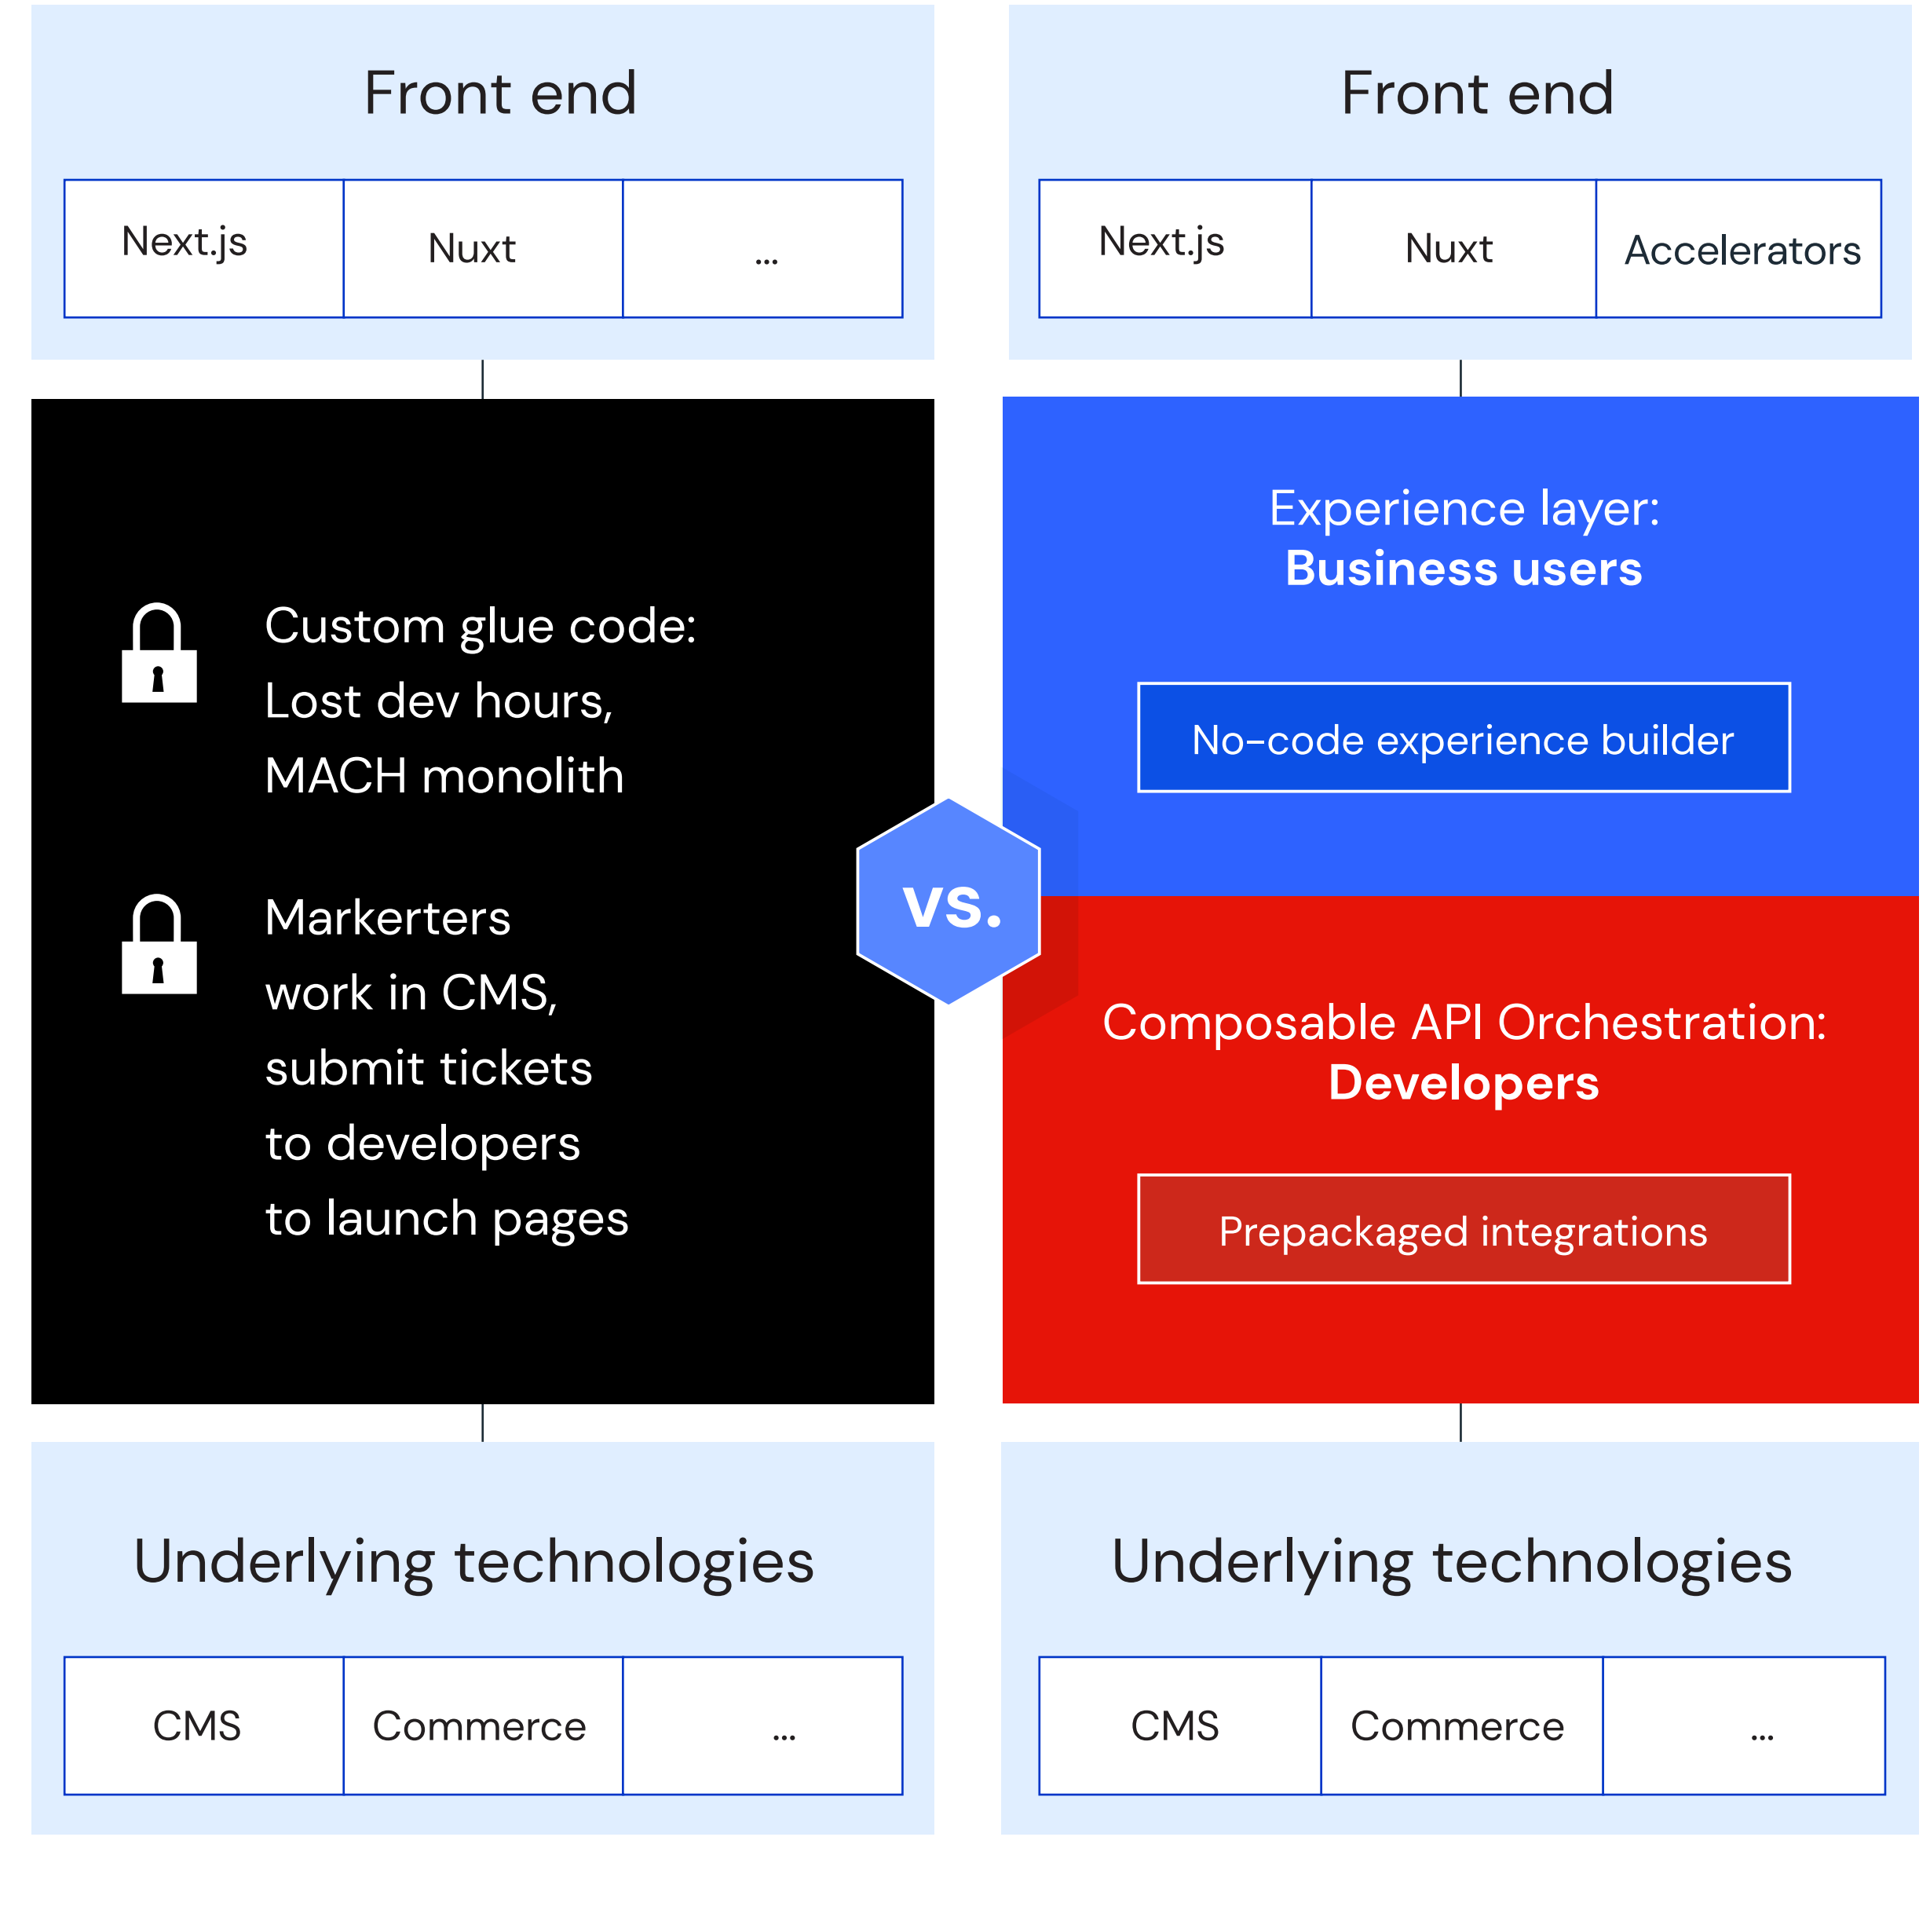 Front end
Next.js
Nuxt
...
Custom glue code:
Lost dev hours,
MACH monolith
Markerters
work in CMS,
submit tickets
to developers
to launch pages
Underlying technologies
CMS
Commerce
...
vs.
Front end
Next.js
Nuxt
Accelerators
Experience layer:
Business users
No-code experience builder
Composable API Orchestration:
Developers
Prepackaged integrations
Underlying technologies
CMS
Commerce
...